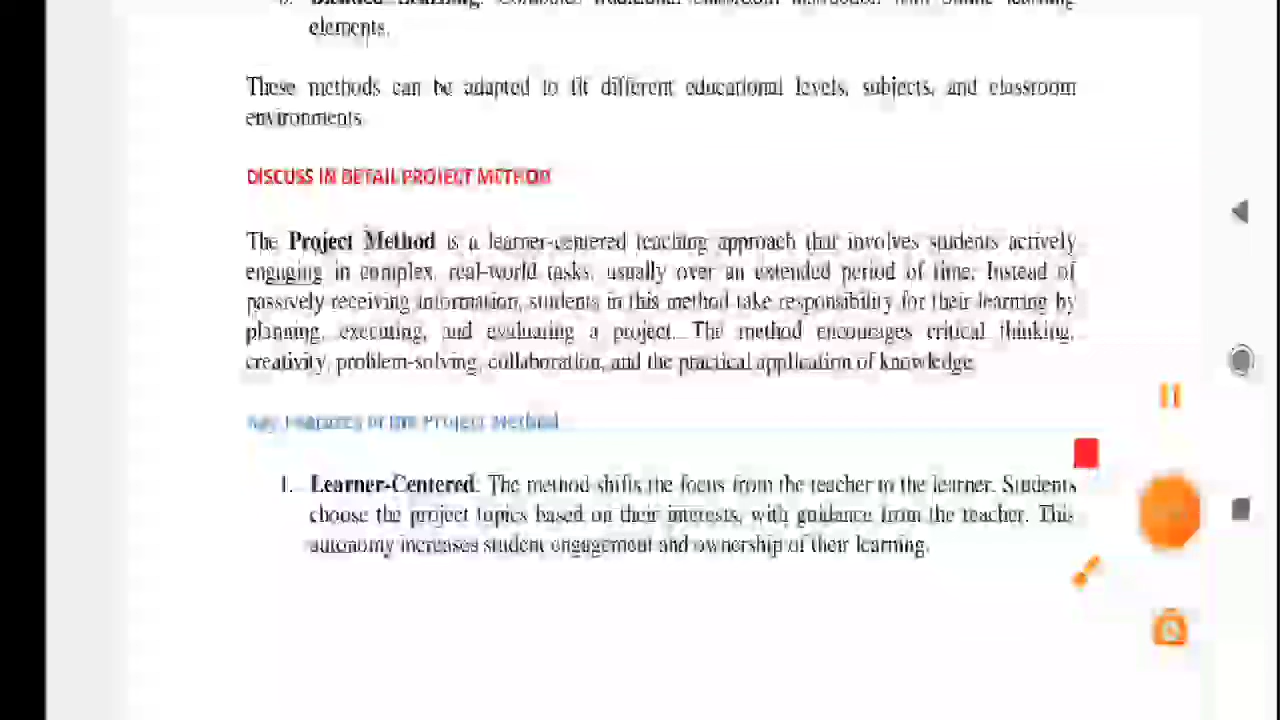 elements.
These methods can be adapted to fit different educational levels, subjects, and classroom
environments.
DISCUSS IN DETAIL PROJECT METHOD
The Project Method is a learner-centered teaching approach that involves students actively
engaging in complex, real-world tasks, usually over an extended period of time. Instead of
passively receiving information, students in this method take responsibility for their learning by
planning, executing, and evaluating a project. The method encourages critical thinking,
creativity, problem-solving, collaboration, and the practical application of knowledge.
Key Features of the Project Method
1. Learner-Centered: The method shifts the focus from the teacher to the learner. Students
choose the project topics based on their interests, with guidance from the teacher. This
autonomy increases student engagement and ownership of their learning.